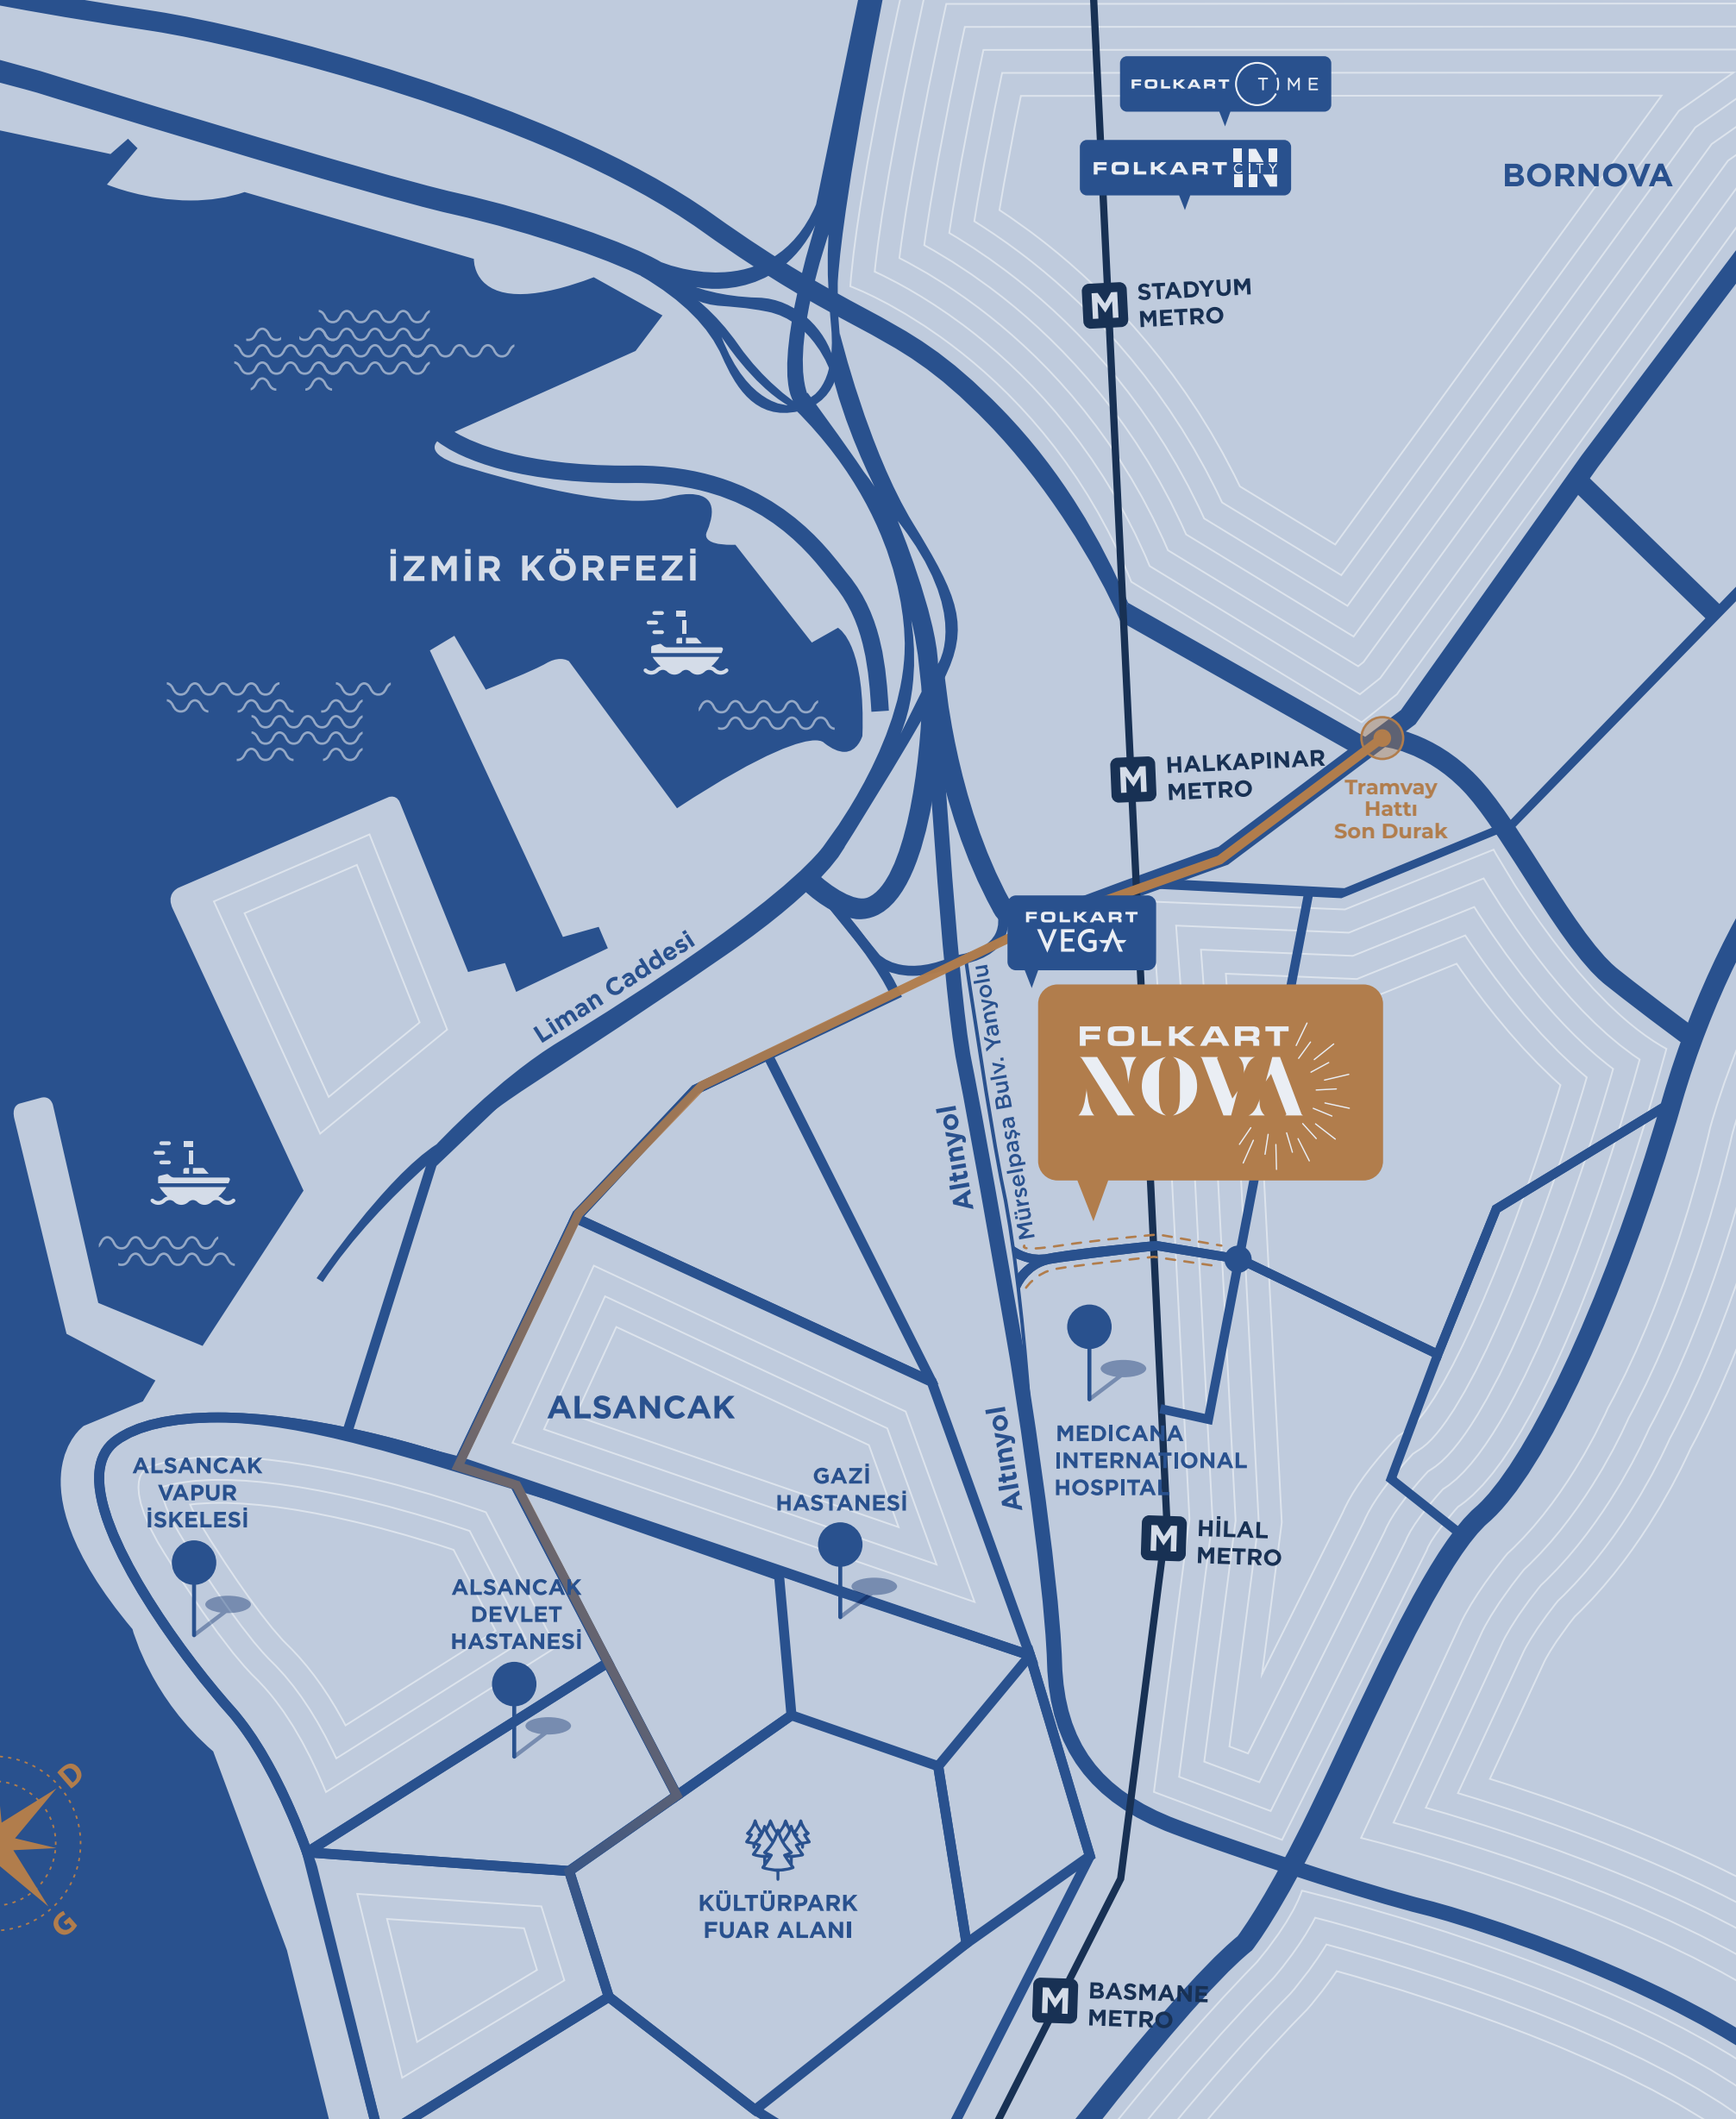 FOLKART TIME
FOLKART IN
CITY
BORNOVA
STADYUM
METRO
M
İZMİR KÖRFEZİ
HALKAPINAR
METRO
M
Tramvay
Hattı
Son Durak
FOLKART
VEGA
Liman Caddesi
Mürselpaşa Bulv. Yanyolu
FOLKART
NOVA
Altınyol
ALSANCAK
Altınyol
MEDICANA
INTERNATIONAL
HOSPITAL
ALSANCAK
VAPUR
İSKELESİ
GAZİ
HASTANESİ
M
HİLAL
METRO
ALSANCAK
DEVLET
HASTANESİ
D
G
KÜLTÜRPARK
FUAR ALANI
M
BASMANE
METRO